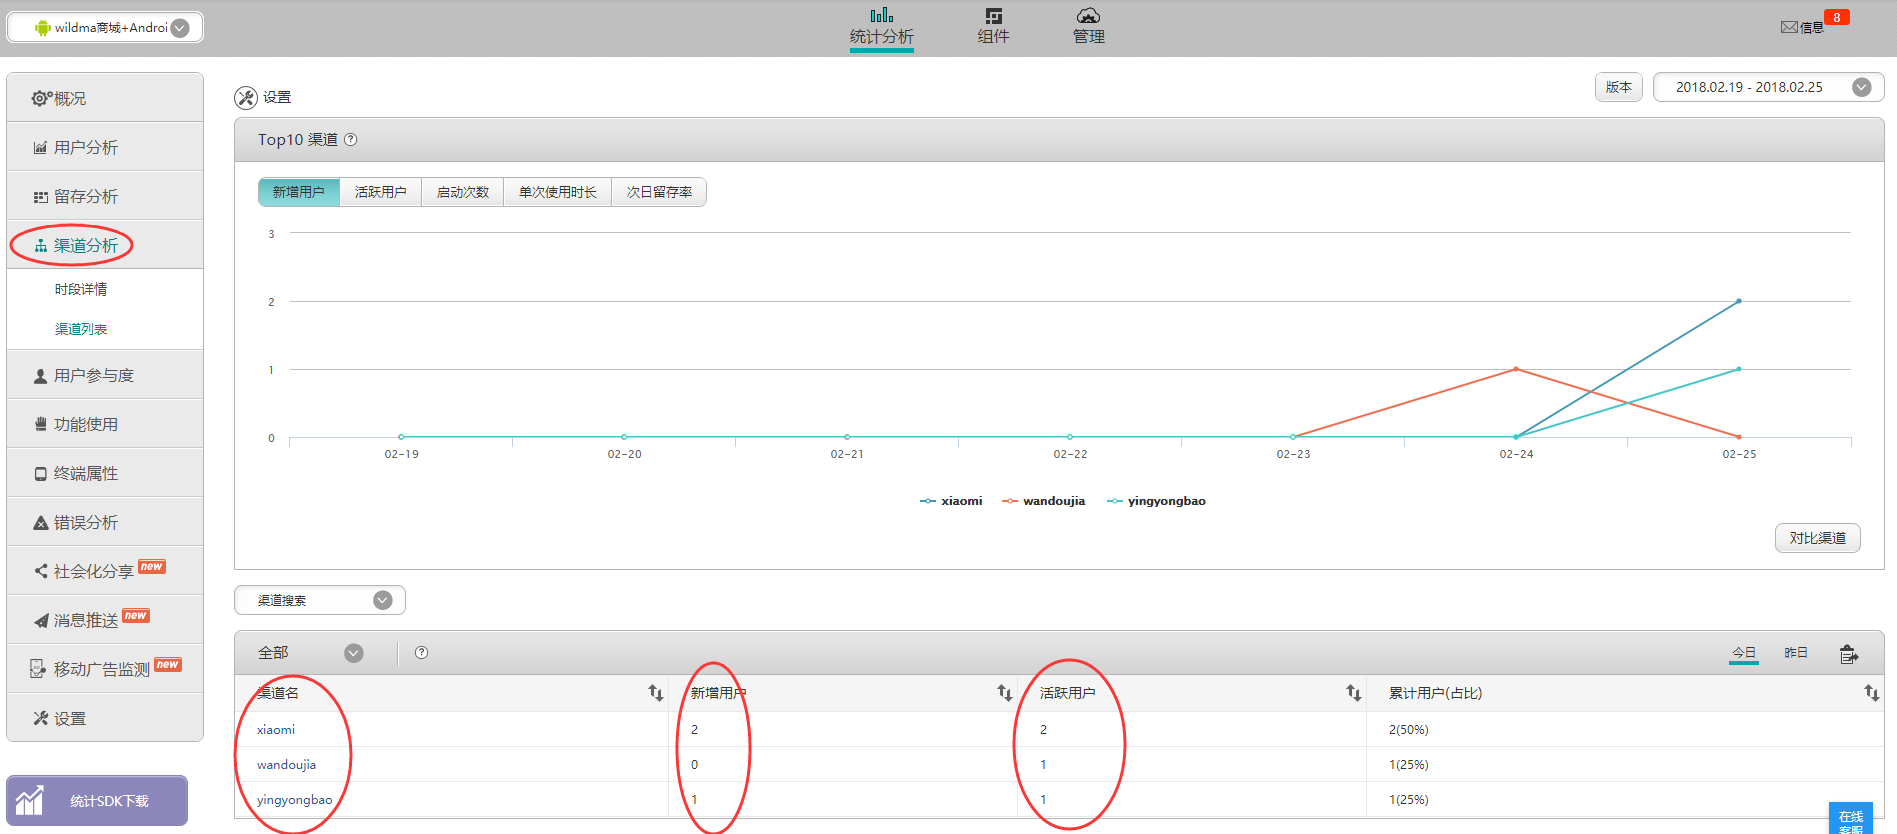 wildma商城+Androi
统计分析
组件
管理
信息
8
概况
用户分析
留存分析
渠道分析
时段详情
渠道列表
用户参与度
功能使用
终端属性
错误分析
社会化分享 new
消息推送 new
移动广告监测 new
设置
统计SDK下载
设置
版本
2018.02.19 - 2018.02.25
Top10 渠道 ?
新增用户 活跃用户 启动次数 单次使用时长 次日留存率
3
2
1
0
02-19 02-20 02-21 02-22 02-23 02-24 02-25
xiaomi wandoujia yingyongbao
对比渠道
渠道搜索
全部 ? 今日 昨日
渠道名 新增用户 活跃用户 累计用户(占比)
xiaomi 2 2 2(50%)
wandoujia 0 1 1(25%)
yingyongbao 1 1 1(25%)
在线
客服